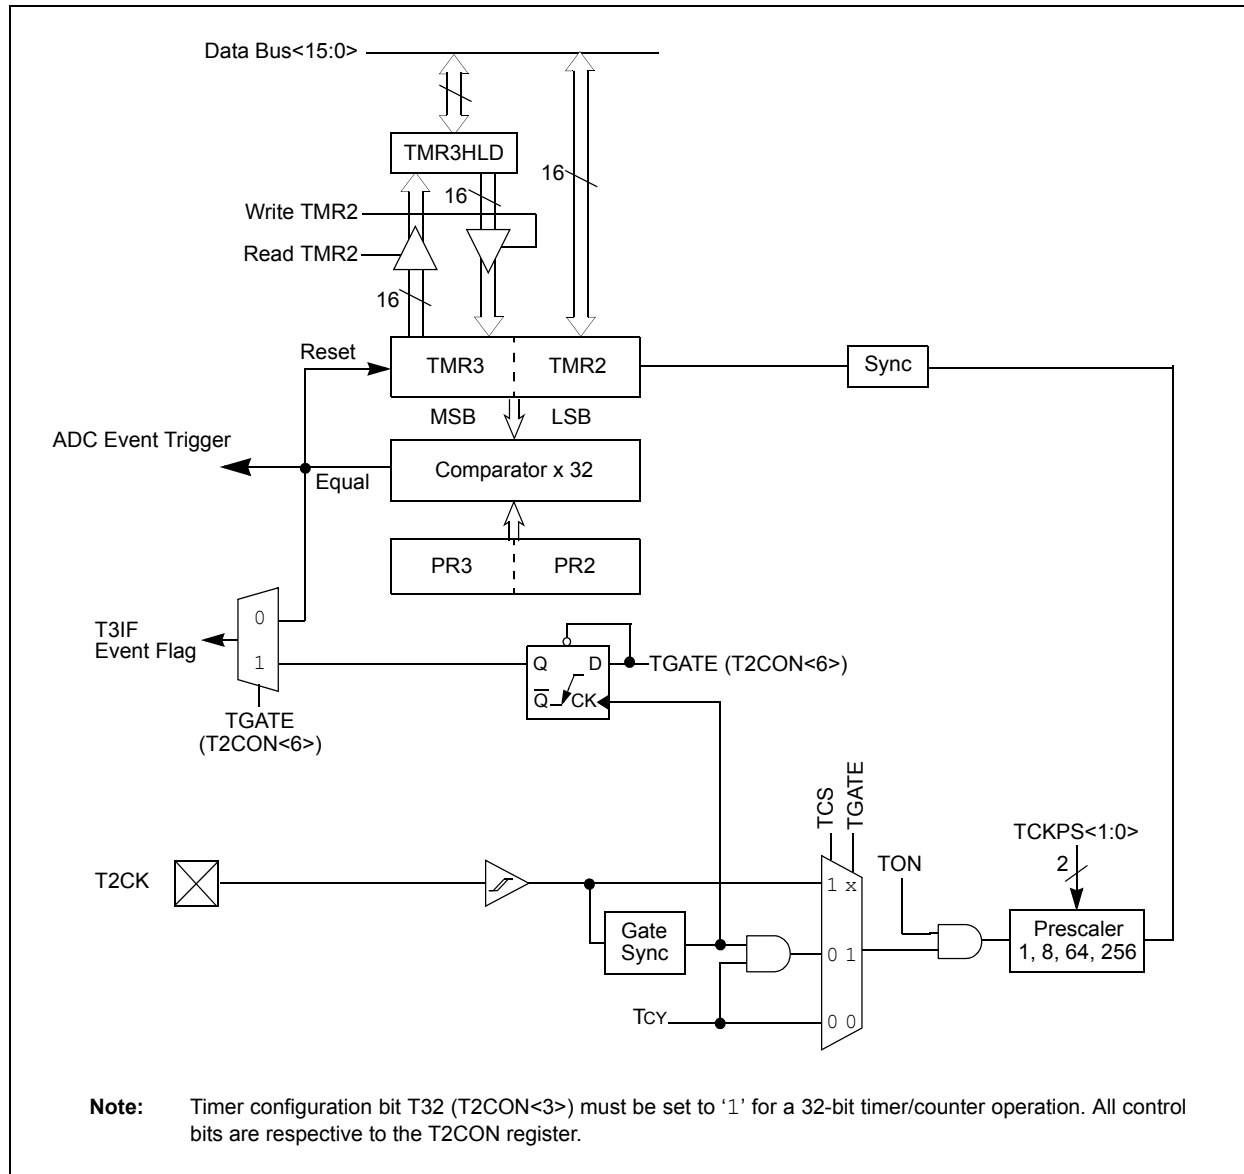 Data Bus<15:0>
TMR3HLD
16
16
Write TMR2
Read TMR2
16
Reset
TMR3
TMR2
Sync
MSB
LSB
ADC Event Trigger
Equal
Comparator x 32
PR3
PR2
0
1
T3IF
Event Flag
Q
D
Q
CK
TGATE (T2CON<6>)
TGATE
(T2CON<6>)
TCS
TGATE
TCKPS<1:0>
2
TON
T2CK
1 x
Gate
Sync
0 1
Prescaler
1, 8, 64, 256
TCY
0 0
Note: Timer configuration bit T32 (T2CON<3>) must be set to ‘1’ for a 32-bit timer/counter operation. All control
bits are respective to the T2CON register.